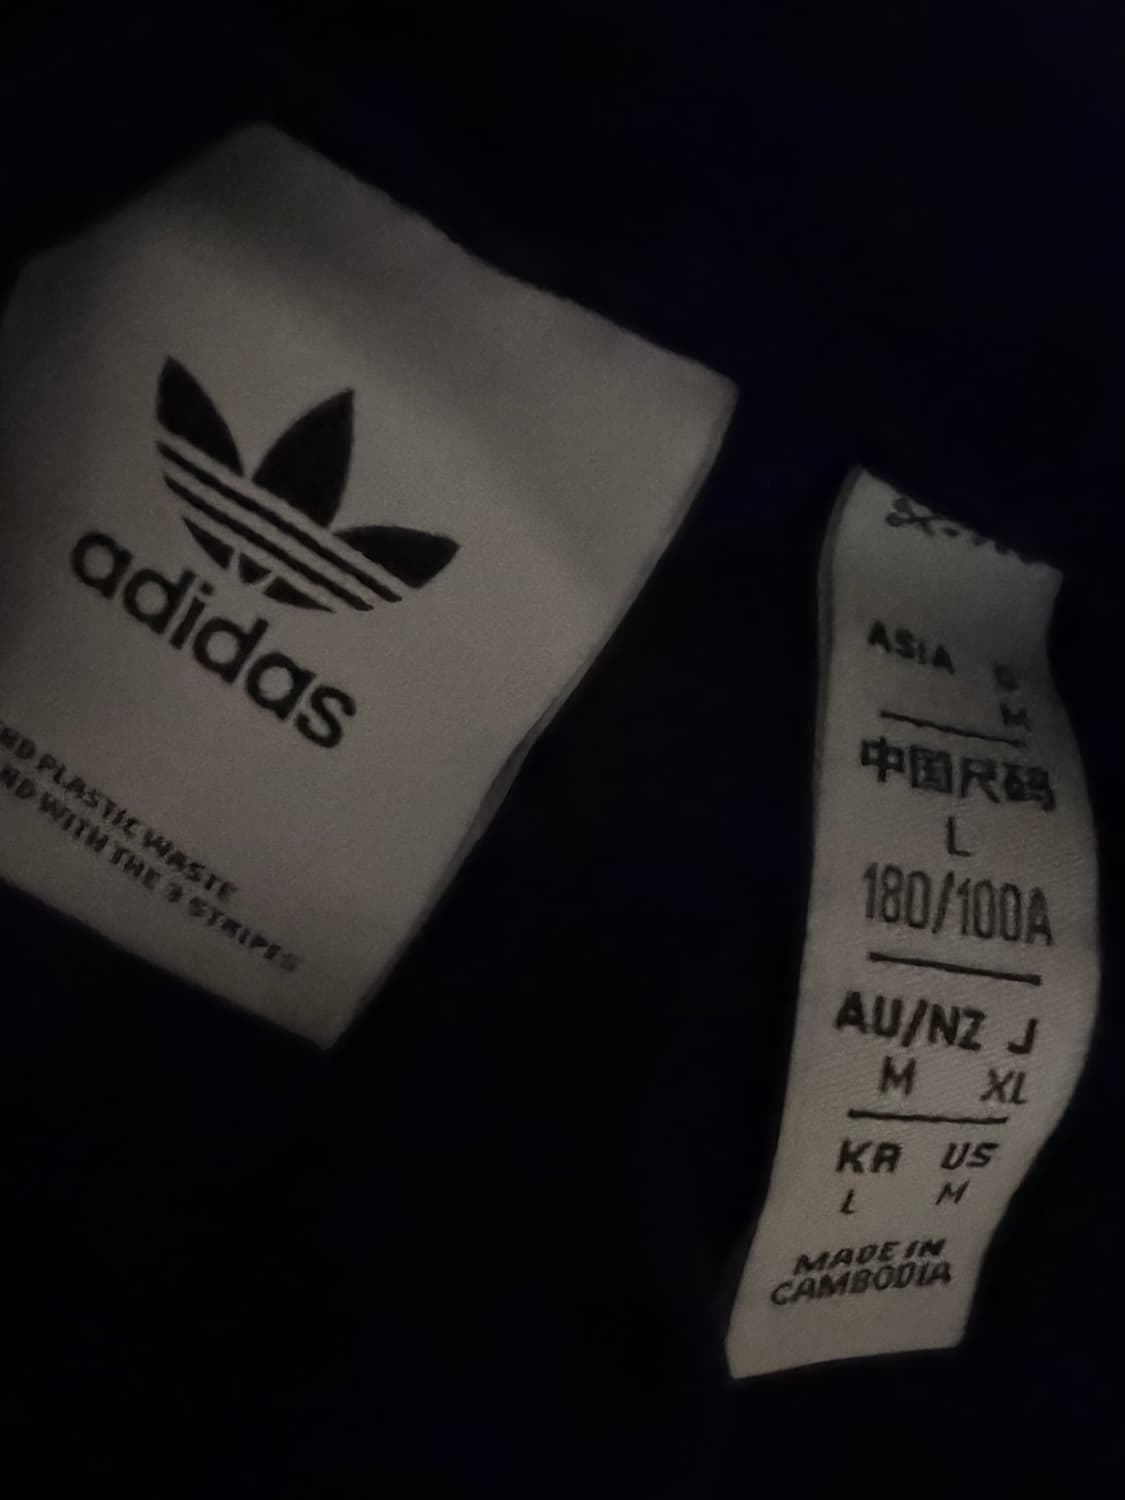 adidas
PLASTIC WASTE
WITH THE 3 STRIPES
ASIA
M
中国尺码
L
180/100A
AU/NZ J
M XL
KR US
L M
MADE IN
CAMBODIA